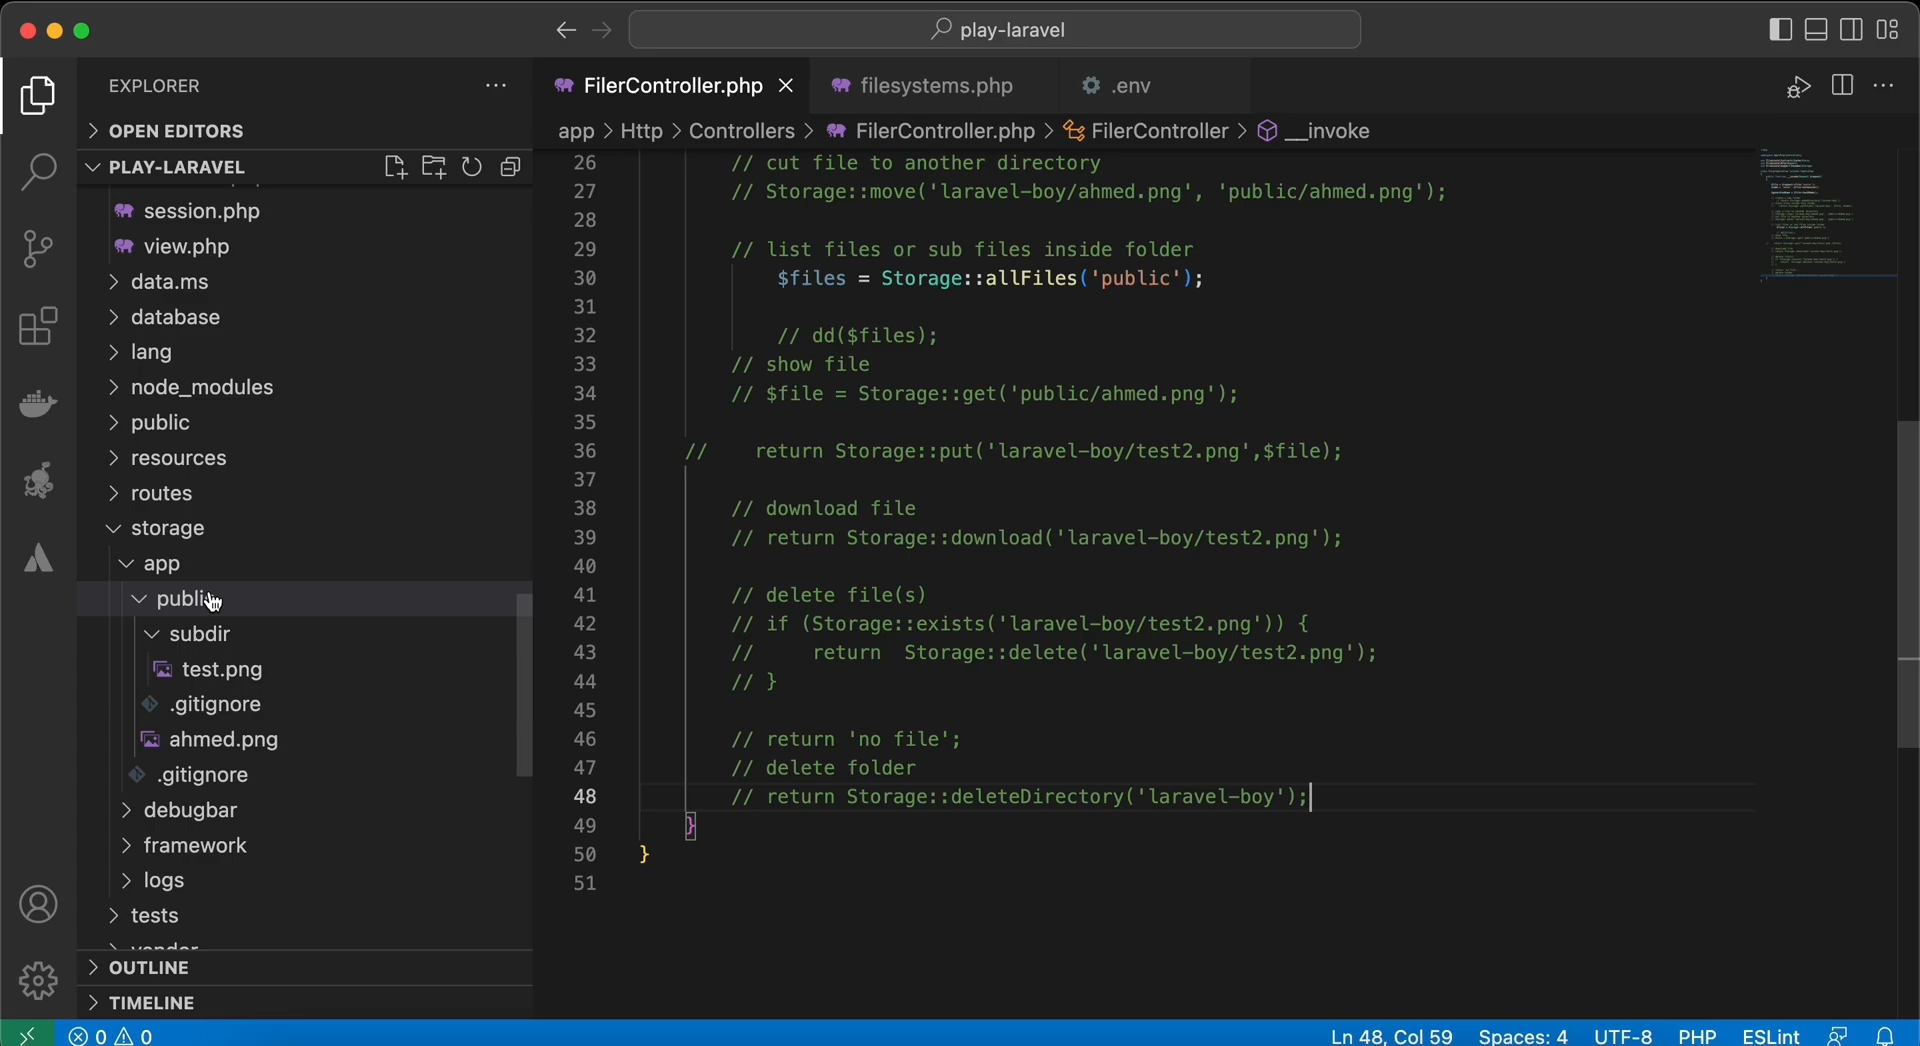 play-laravel
EXPLORER
OPEN EDITORS
PLAY-LARAVEL
session.php
view.php
data.ms
database
lang
node_modules
public
resources
routes
storage
app
public
subdir
test.png
.gitignore
ahmed.png
.gitignore
debugbar
framework
logs
tests
vendor
OUTLINE
TIMELINE
FilerController.php
filesystems.php
.env
app > Http > Controllers > FilerController.php > FilerController > __invoke
26 // cut file to another directory
27 // Storage::move('laravel-boy/ahmed.png', 'public/ahmed.png');
28
29 // list files or sub files inside folder
30 $files = Storage::allFiles('public');
31
32 // dd($files);
33 // show file
34 // $file = Storage::get('public/ahmed.png');
35
36 // return Storage::put('laravel-boy/test2.png',$file);
37
38 // download file
39 // return Storage::download('laravel-boy/test2.png');
40
41 // delete file(s)
42 // if (Storage::exists('laravel-boy/test2.png')) {
43 // return Storage::delete('laravel-boy/test2.png');
44 // }
45
46 // return 'no file';
47 // delete folder
48 // return Storage::deleteDirectory('laravel-boy');
49 }
50 }
51
0 0
Ln 48, Col 59 Spaces: 4 UTF-8 PHP ESLint